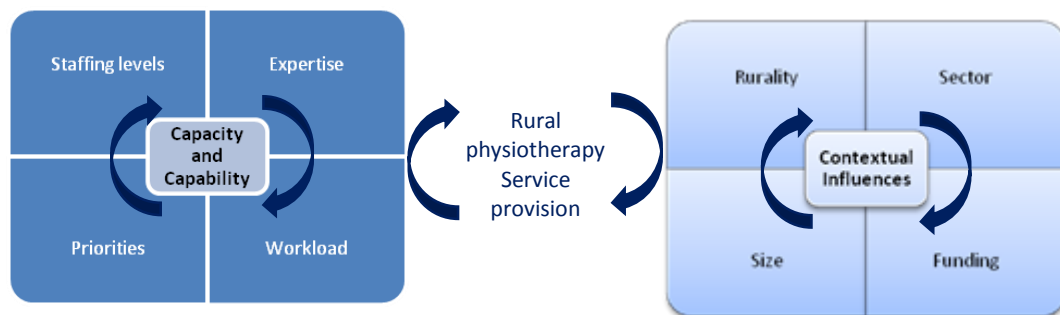 Staffing levels
Expertise
Capacity
and
Capability
Priorities
Workload
Rural
physiotherapy
Service
provision
Rurality
Sector
Contextual
Influences
Size
Funding